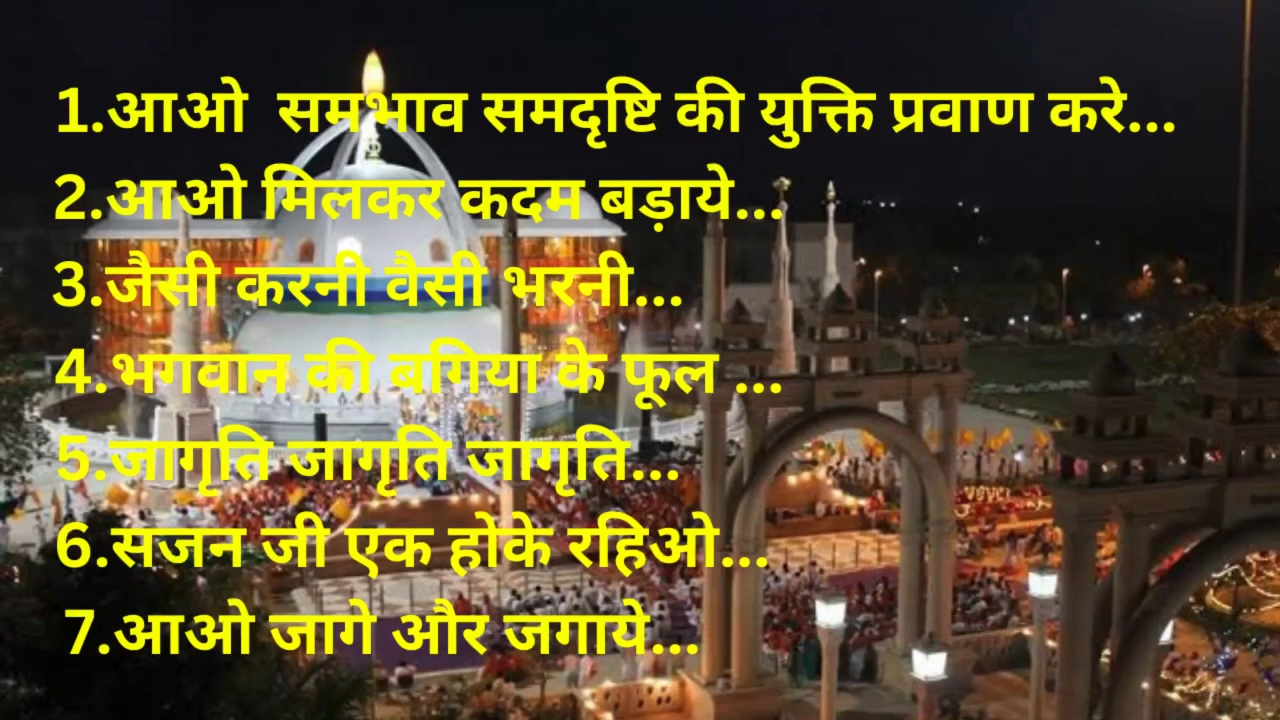 1.आओ समभाव समदृष्टि की युक्ति प्रवाण करे...
2.आओ मिलकर कदम बड़ाये...
3.जैसी करनी वैसी भरनी...
4.भगवान की बगिया के फूल ...
5.जागृति जागृति जागृति...
6.सजन जी एक होके रहिओ...
7.आओ जागे और जगाये...